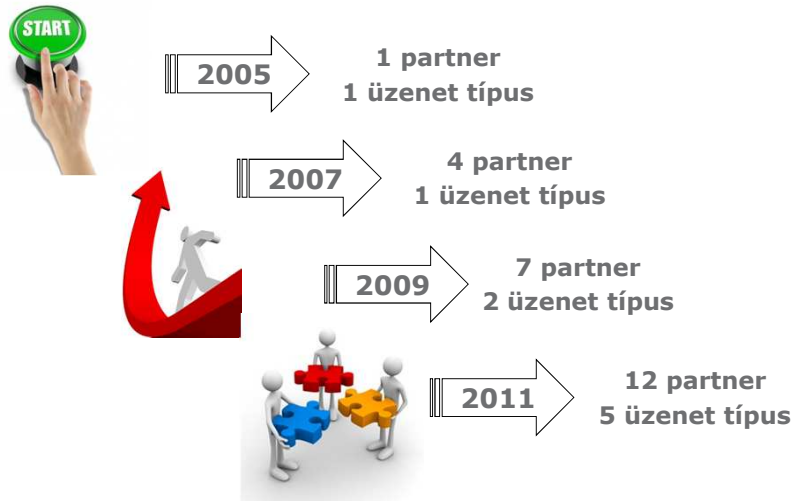 START
2005
1 partner
1 üzenet típus
2007
4 partner
1 üzenet típus
2009
7 partner
2 üzenet típus
2011
12 partner
5 üzenet típus